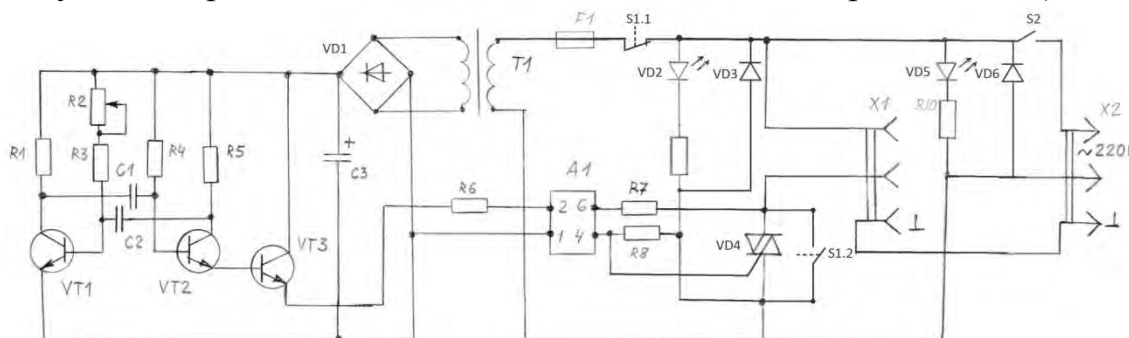 F1
S1.1
S2
VD1
T1
VD2
VD3
VD5
VD6
R2
X1
R10
X2
R1
R3
C1
R4
R5
+
C3
~220
A1
R6
2
6
R7
C2
1
4
R8
VD4
S1.2
⊥
⊥
VT1
VT2
VT3